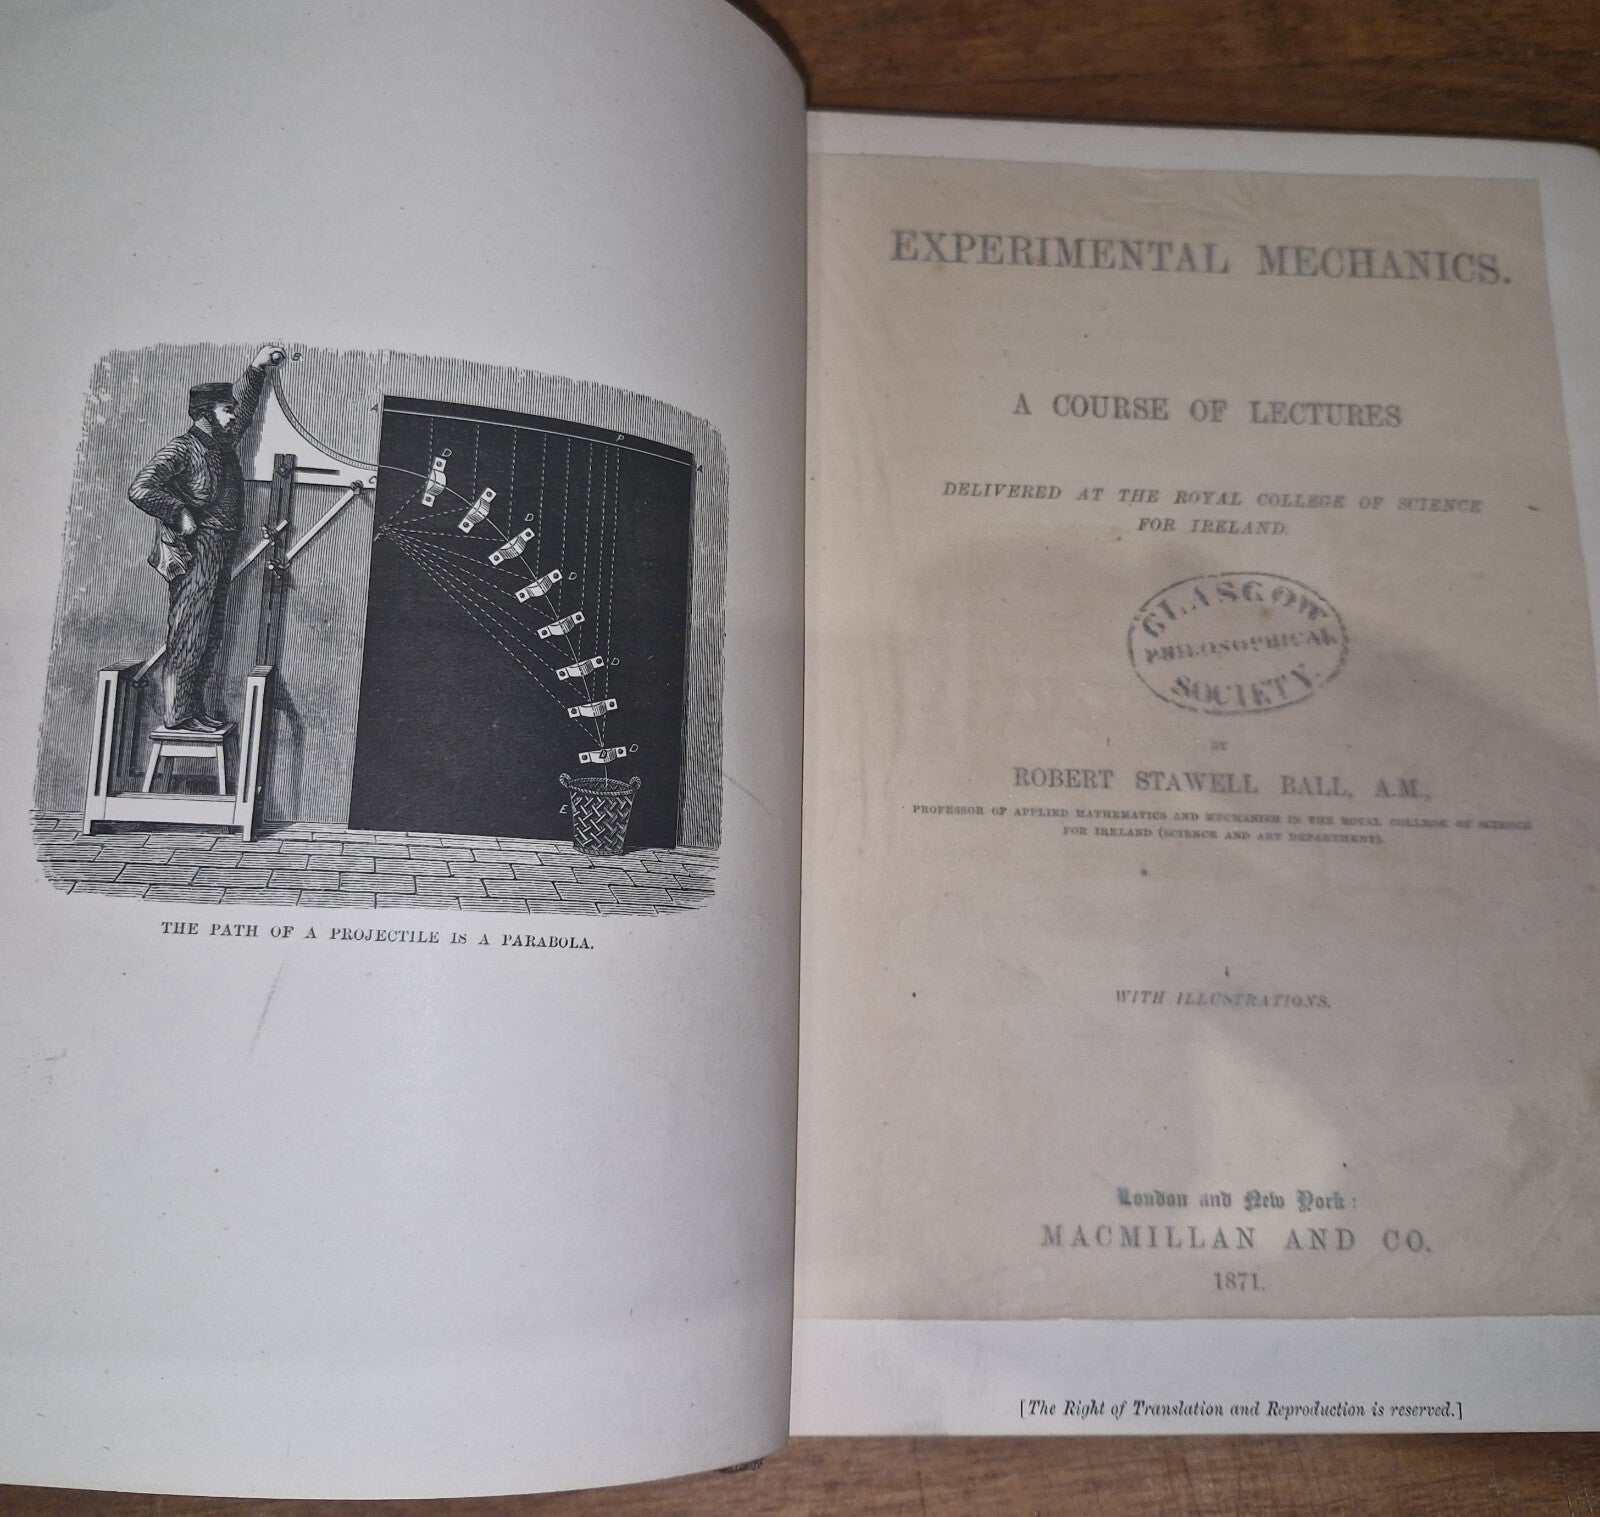 B
A
P
A
D
C
D
D
D
D
D
D
E
THE PATH OF A PROJECTILE IS A PARABOLA.
EXPERIMENTAL MECHANICS.
A COURSE OF LECTURES
DELIVERED AT THE ROYAL COLLEGE OF SCIENCE
FOR IRELAND.
GLASGOW
PHILOSOPHICAL
SOCIETY.
BY
ROBERT STAWELL BALL, A.M.,
PROFESSOR OF APPLIED MATHEMATICS AND MECHANISM IN THE ROYAL COLLEGE OF SCIENCE
FOR IRELAND (SCIENCE AND ART DEPARTMENT).
WITH ILLUSTRATIONS.
London and New York:
MACMILLAN AND CO.
1871.
[The Right of Translation and Reproduction is reserved.]